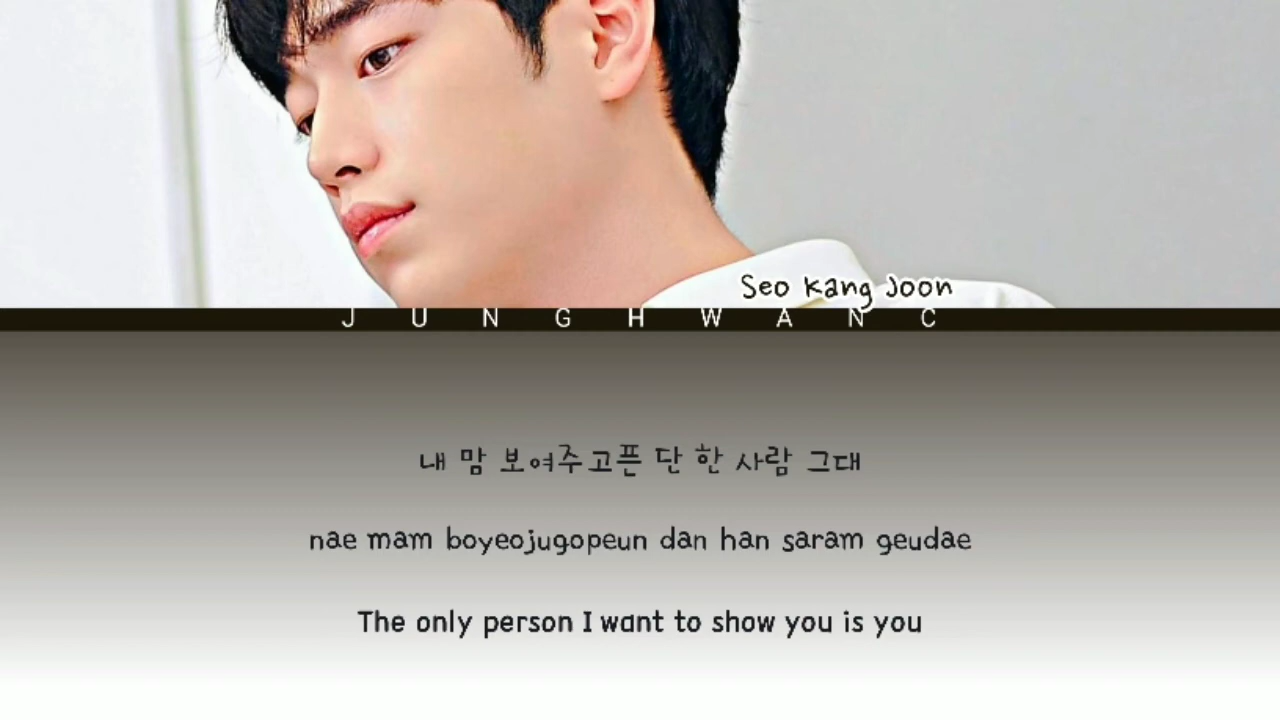 Seo Kang Joon
JUNGHWANC
내 맘 보여주고픈 단 한 사람 그대
nae mam boyeojugopeun dan han saram geudae
The only person I want to show you is you